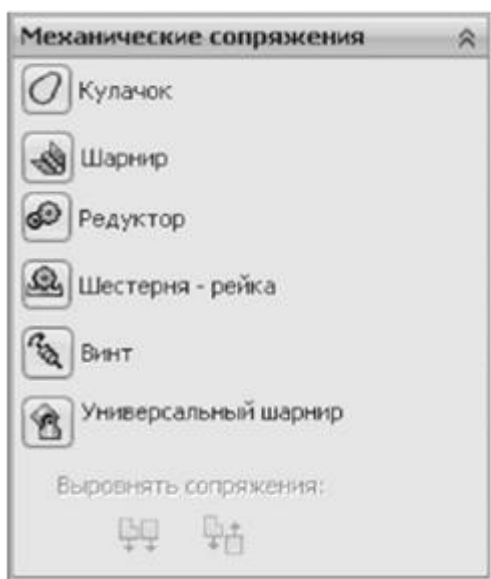 Механические сопряжения
Кулачок
Шарнир
Редуктор
Шестерня - рейка
Винт
Универсальный шарнир
Выровнять сопряжения: